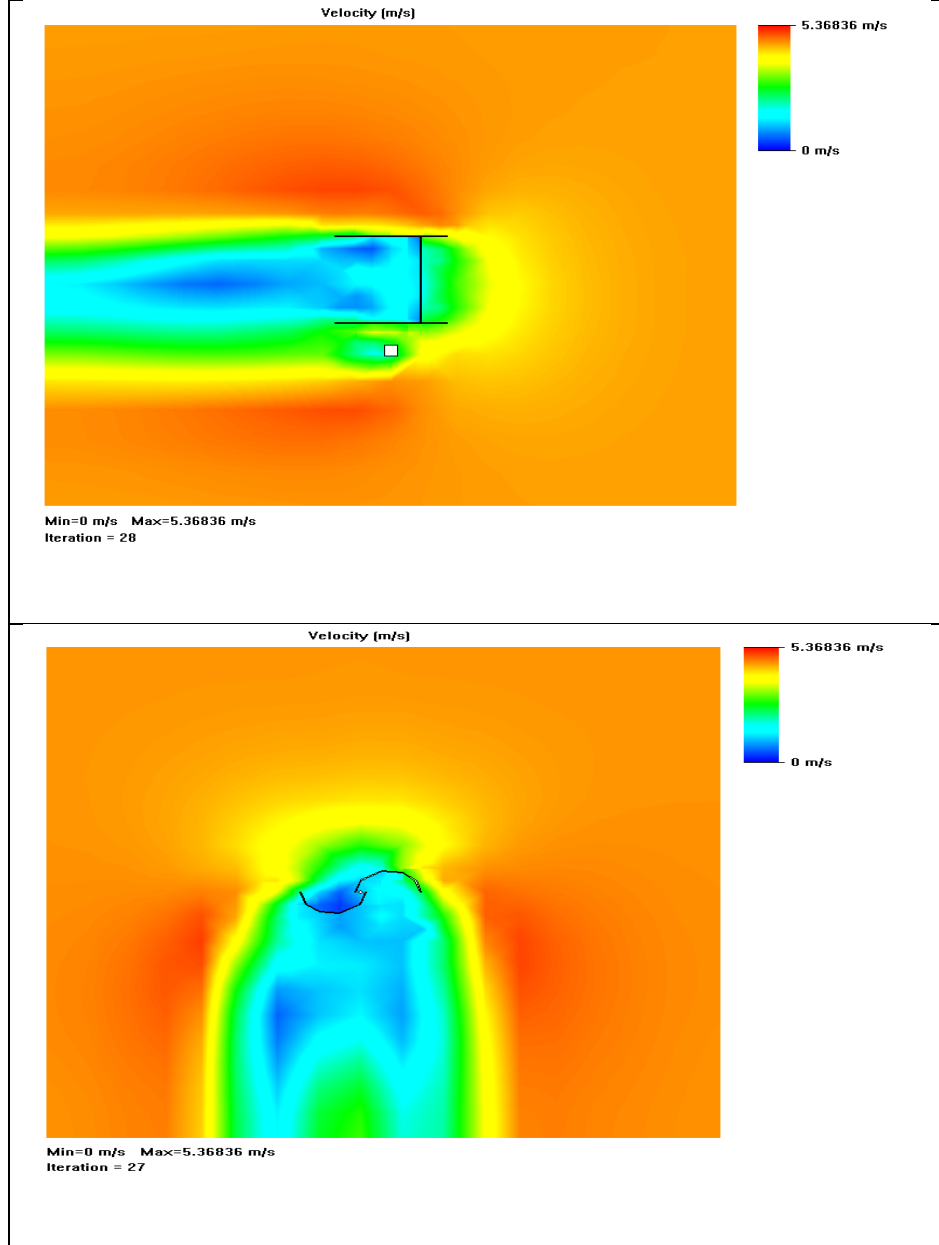 Velocity (m/s)
5.36836 m/s
0 m/s
Min=0 m/s Max=5.36836 m/s
Iteration = 28
Velocity (m/s)
5.36836 m/s
0 m/s
Min=0 m/s Max=5.36836 m/s
Iteration = 27